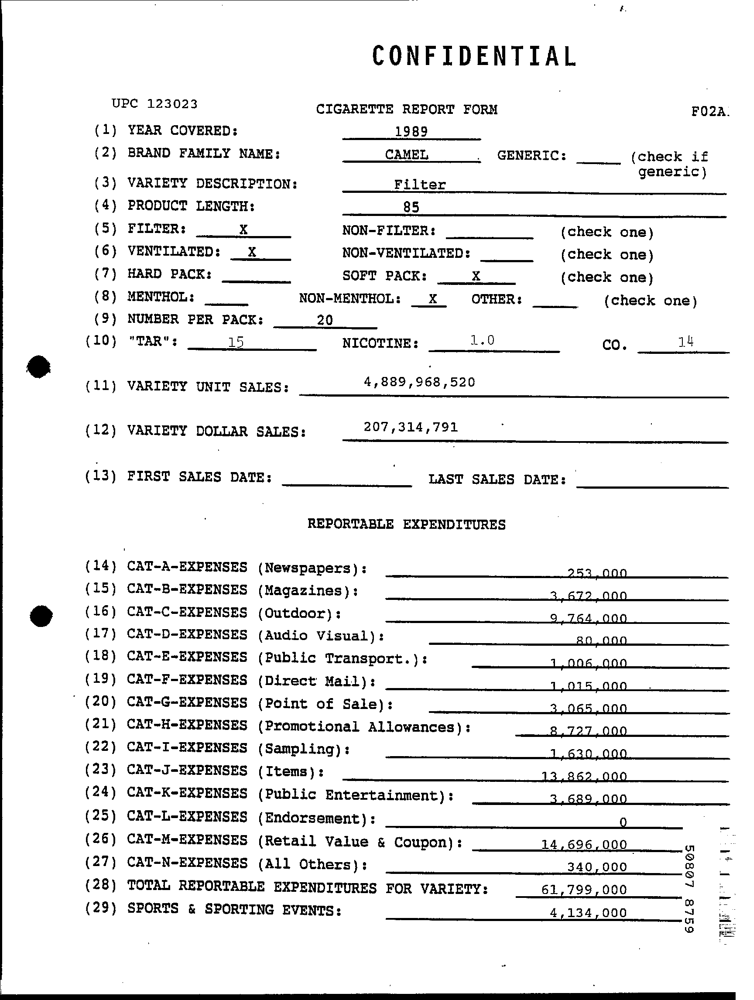 CONFIDENTIAL
UPC 123023
CIGARETTE REPORT FORM F02A.
(1) YEAR COVERED: 1989
(2) BRAND FAMILY NAME: CAMEL GENERIC: ______ (check if generic)
(3) VARIETY DESCRIPTION: Filter
(4) PRODUCT LENGTH: 85
(5) FILTER: X NON-FILTER: ______ (check one)
(6) VENTILATED: X NON-VENTILATED: ______ (check one)
(7) HARD PACK: ______ SOFT PACK: X (check one)
(8) MENTHOL: ______ NON-MENTHOL: X OTHER: ______ (check one)
(9) NUMBER PER PACK: 20
(10) "TAR": 15 NICOTINE: 1.0 CO. 14
(11) VARIETY UNIT SALES: 4,889,968,520
(12) VARIETY DOLLAR SALES: 207,314,791
(13) FIRST SALES DATE: ______ LAST SALES DATE: ______
REPORTABLE EXPENDITURES
(14) CAT-A-EXPENSES (Newspapers): 253,000
(15) CAT-B-EXPENSES (Magazines): 3,672,000
(16) CAT-C-EXPENSES (Outdoor): 9,764,000
(17) CAT-D-EXPENSES (Audio Visual): 80,000
(18) CAT-E-EXPENSES (Public Transport.): 1,006,000
(19) CAT-F-EXPENSES (Direct Mail): 1,015,000
(20) CAT-G-EXPENSES (Point of Sale): 3,065,000
(21) CAT-H-EXPENSES (Promotional Allowances): 8,727,000
(22) CAT-I-EXPENSES (Sampling): 1,630,000
(23) CAT-J-EXPENSES (Items): 13,862,000
(24) CAT-K-EXPENSES (Public Entertainment): 3,689,000
(25) CAT-L-EXPENSES (Endorsement): 0
(26) CAT-M-EXPENSES (Retail Value & Coupon): 14,696,000
(27) CAT-N-EXPENSES (All Others): 340,000
(28) TOTAL REPORTABLE EXPENDITURES FOR VARIETY: 61,799,000
(29) SPORTS & SPORTING EVENTS: 4,134,000
50807 8759